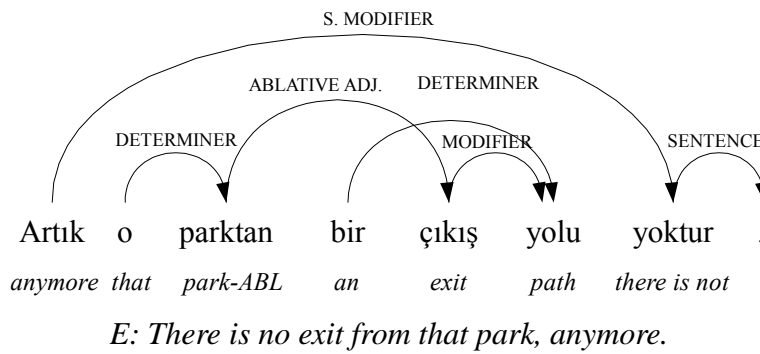 S. MODIFIER
ABLATIVE ADJ. DETERMINER
DETERMINER MODIFIER SENTENCE
Artık o parktan bir çıkış yolu yoktur .
anymore that park-ABL an exit path there is not
E: There is no exit from that park, anymore.